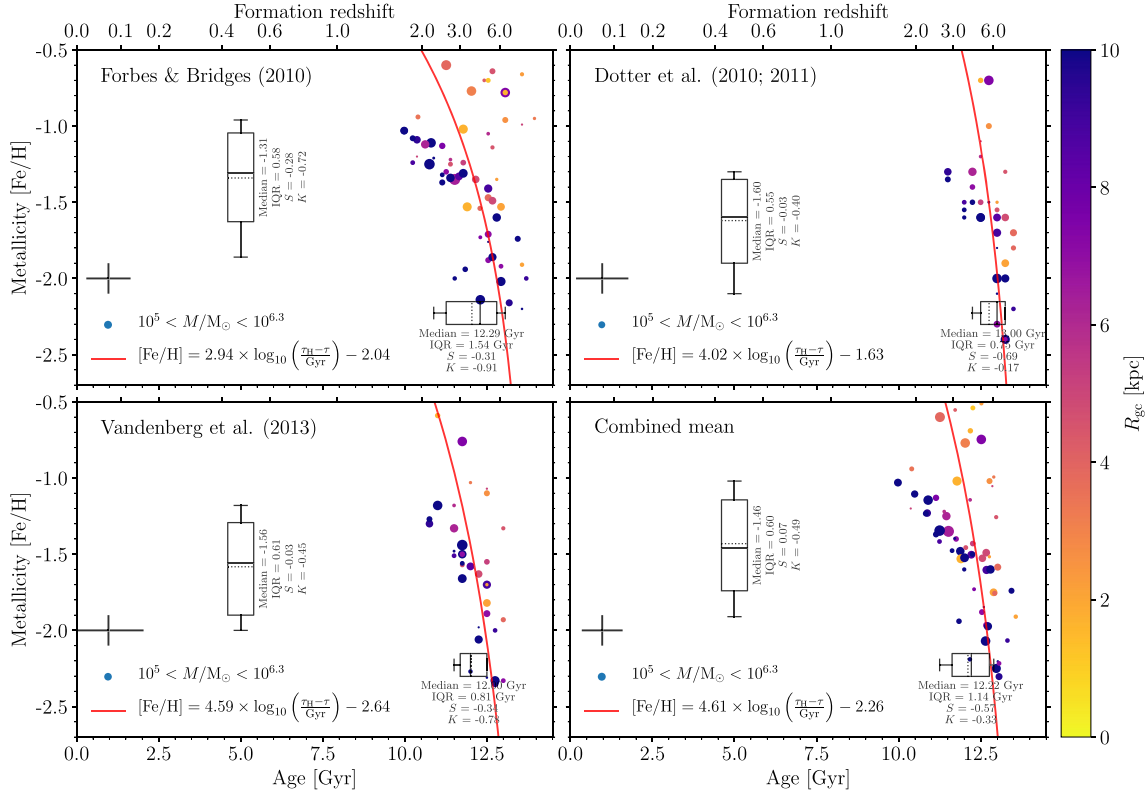 Formation redshift
Formation redshift
0.0 0.1 0.2 0.4 0.6 1.0 2.0 3.0 6.0
0.0 0.1 0.2 0.4 0.6 1.0 2.0 3.0 6.0
-0.5
-1.0
-1.5
-2.0
-2.5
Metallicity [Fe/H]
Forbes & Bridges (2010)
Median = -1.31
IQR = 0.58
S = -0.28
K = -0.72
10^5 < M/M⊙ < 10^6.3
[Fe/H] = 2.94 × log10 (τH−τ / Gyr) − 2.04
Median = 12.29 Gyr
IQR = 1.54 Gyr
S = -0.31
K = -0.91
Dotter et al. (2010; 2011)
Median = -1.60
IQR = 0.55
S = -0.03
K = -0.40
10^5 < M/M⊙ < 10^6.3
[Fe/H] = 4.02 × log10 (τH−τ / Gyr) − 1.63
Median = 13.00 Gyr
IQR = Gyr
S = -0.69
K = -0.17
-0.5
-1.0
-1.5
-2.0
-2.5
Metallicity [Fe/H]
Vandenberg et al. (2013)
Median = -1.56
IQR = 0.61
S = -0.03
K = -0.45
10^5 < M/M⊙ < 10^6.3
[Fe/H] = 4.59 × log10 (τH−τ / Gyr) − 2.64
Median = Gyr
IQR = 0.81 Gyr
S = -0.34
K = -0.78
Combined mean
Median = -1.46
IQR = 0.60
S = 0.07
K = -0.49
10^5 < M/M⊙ < 10^6.3
[Fe/H] = 4.61 × log10 (τH−τ / Gyr) − 2.26
Median = 12.22 Gyr
IQR = 1.14 Gyr
S = -0.57
K = -0.33
0.0 2.5 5.0 7.5 10.0 12.5
0.0 2.5 5.0 7.5 10.0 12.5
Age [Gyr]
Age [Gyr]
10
8
6
4
2
0
Rgc [kpc]